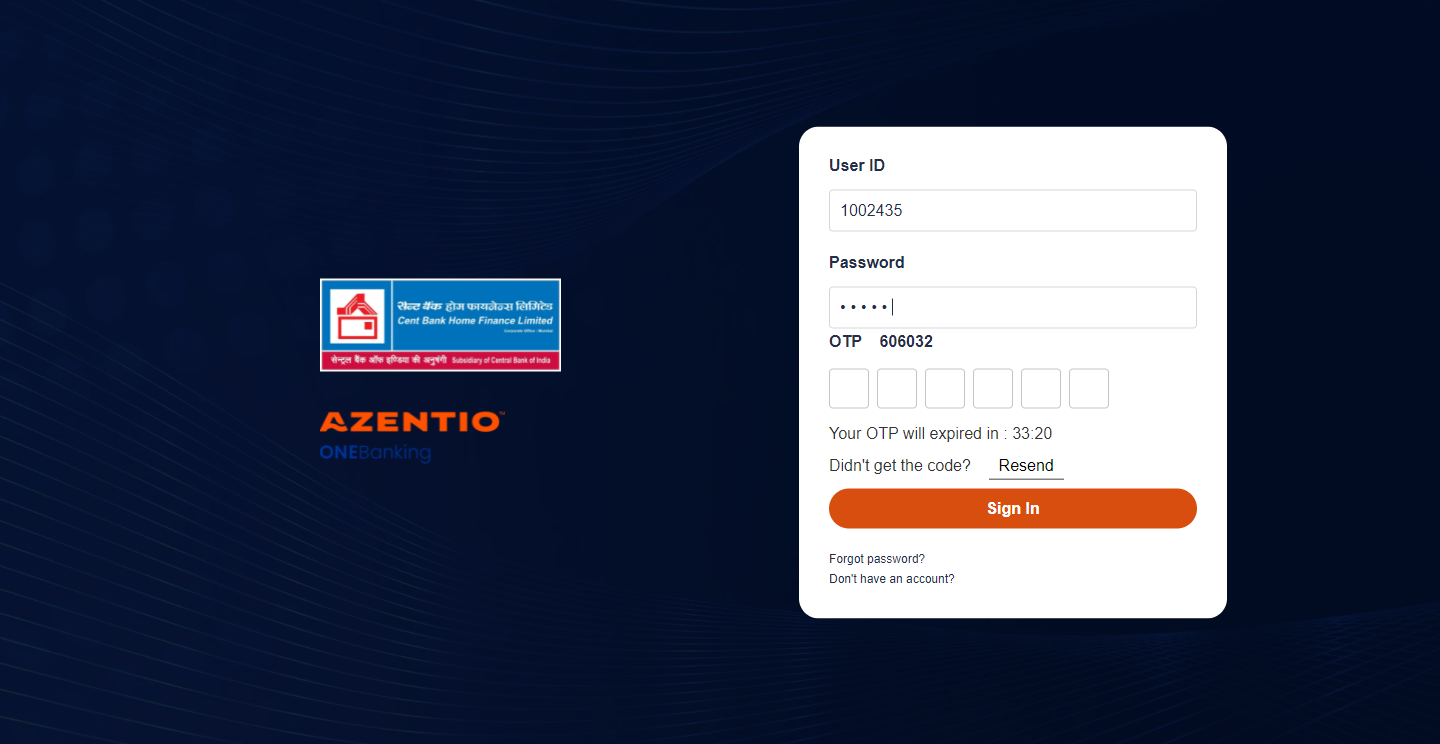 सेन्ट बैंक होम फायनेन्स लिमिटेड
Cent Bank Home Finance Limited
Corporate Office : Mumbai
सेन्ट्रल बैंक ऑफ इण्डिया की अनुषंगी Subsidiary of Central Bank of India
AZENTIO™
ONEBanking
User ID
1002435
Password
•••••
OTP 606032
Your OTP will expired in : 33:20
Didn't get the code? Resend
Sign In
Forgot password?
Don't have an account?